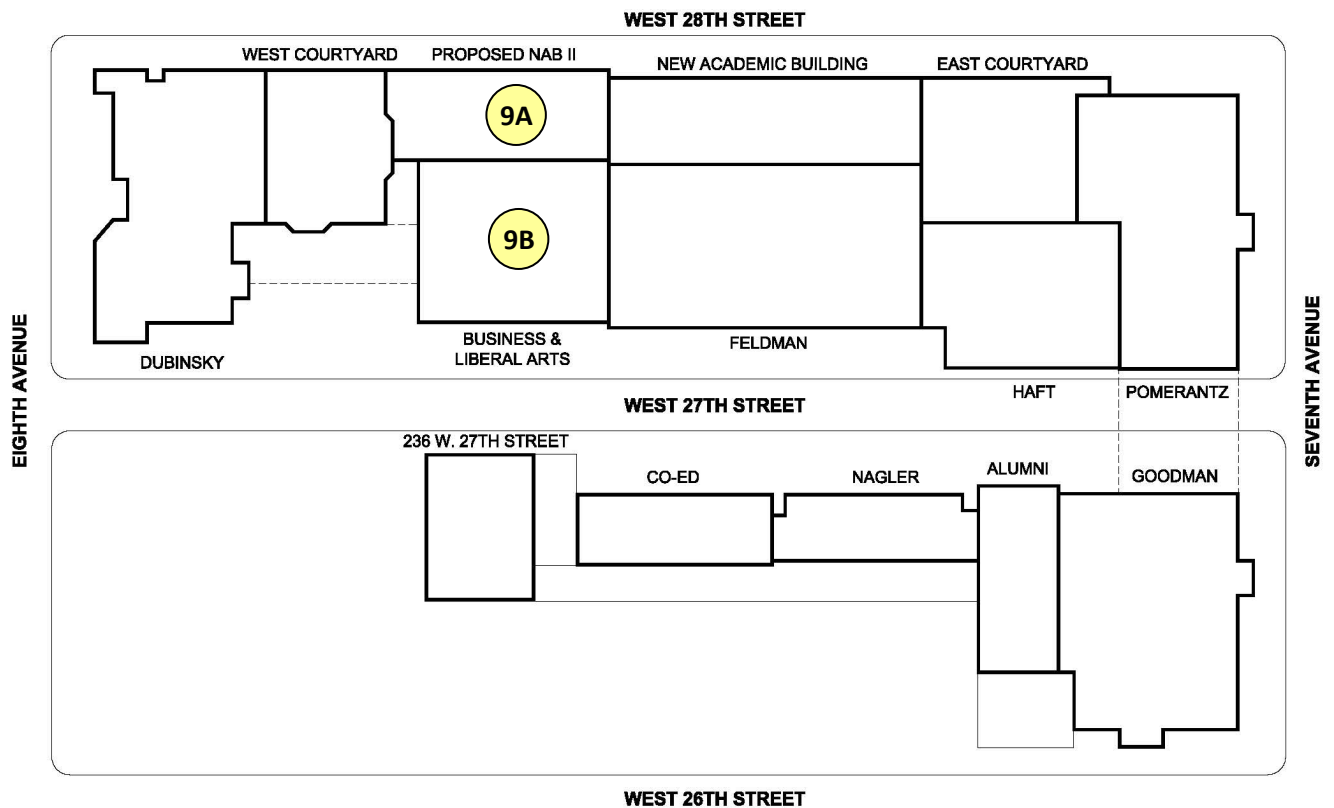 WEST 28TH STREET
WEST COURTYARD
PROPOSED NAB II
NEW ACADEMIC BUILDING
EAST COURTYARD
9A
9B
EIGHTH AVENUE
SEVENTH AVENUE
DUBINSKY
BUSINESS &
LIBERAL ARTS
FELDMAN
HAFT
POMERANTZ
WEST 27TH STREET
236 W. 27TH STREET
CO-ED
NAGLER
ALUMNI
GOODMAN
WEST 26TH STREET